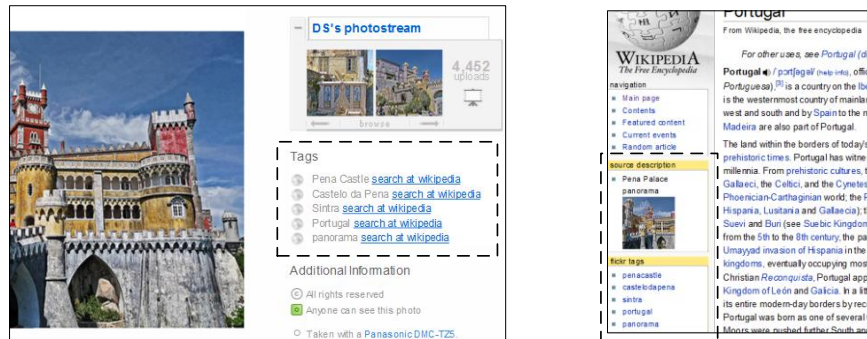 DS's photostream
4,452
uploads
browse
Tags
Pena Castle search at wikipedia
Castelo da Pena search at wikipedia
Sintra search at wikipedia
Portugal search at wikipedia
panorama search at wikipedia
Additional Information
All rights reserved
Anyone can see this photo
Taken with a Panasonic DMC-TZ5.
WIKIPEDIA
The Free Encyclopedia
navigation
Main page
Contents
Featured content
Current events
Random article
source description
Pena Palace
panorama
flickr tags
penacastle
castelodapena
sintra
portugal
panorama
Portugal
From Wikipedia, the free encyclopedia
For other uses, see Portugal
Portugal (help·info),
Portuguesa),[3] is a country on the
is the westernmost country of
west and south and by Spain to the
Madeira are also part of Portugal.
The land within the borders of today's
prehistoric times. Portugal has
millennia. From prehistoric cultures,
Gallaeci, the Celtici, and the Cynetes,
Phoenician-Carthaginian world; the
Hispania, Lusitania and Gallaecia);
Suevi and Buri (see Suebic
from the 5th to the 8th century, the
Umayyad invasion of Hispania in the
kingdoms, eventually occupying
Christian Reconquista, Portugal
Kingdom of León and Galicia. In a
its entire modern-day borders by
Portugal was born as one of several
Moors were pushed further South